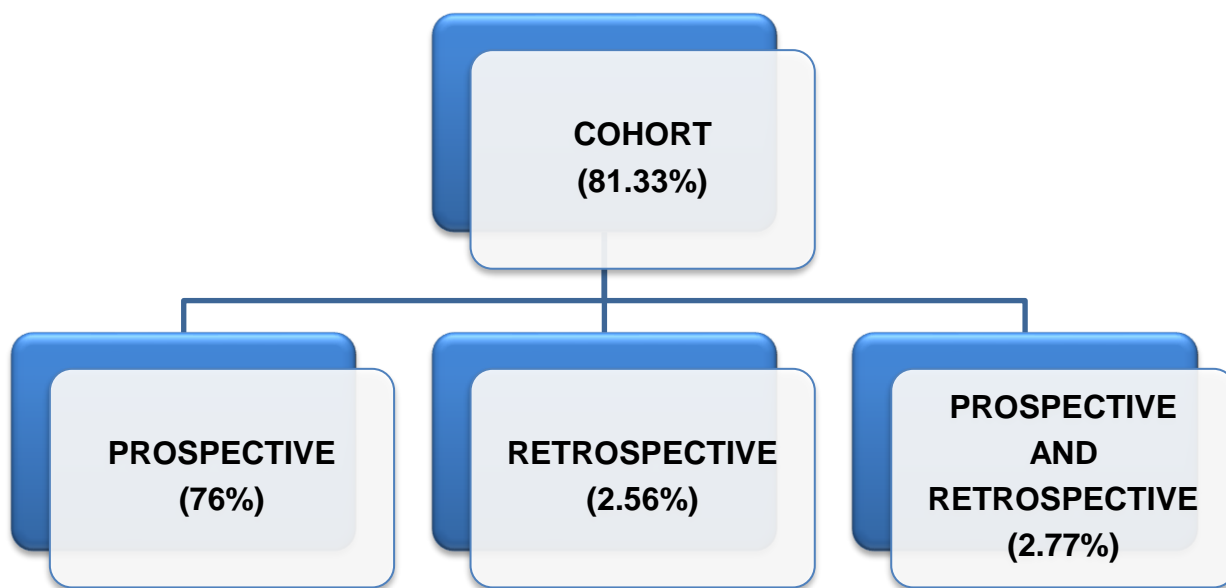 COHORT
(81.33%)
PROSPECTIVE
(76%)
RETROSPECTIVE
(2.56%)
PROSPECTIVE
AND
RETROSPECTIVE
(2.77%)